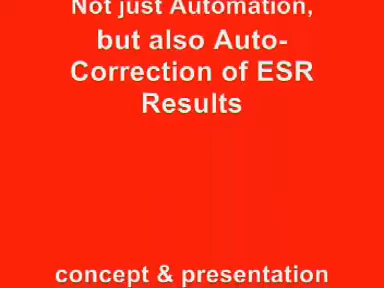 Not just Automation,
but also Auto-
Correction of ESR
Results
concept & presentation